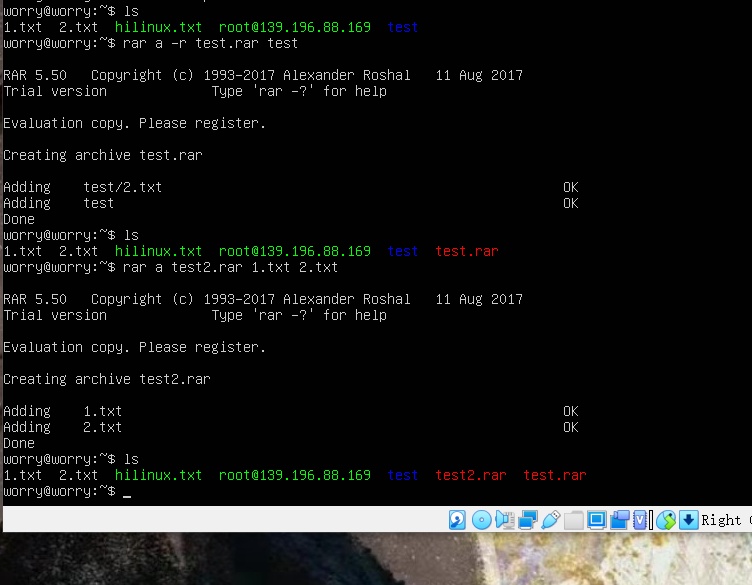 worry@worry:~$ ls
1.txt 2.txt hilinux.txt root@139.196.88.169 test
worry@worry:~$ rar a -r test.rar test
RAR 5.50 Copyright (c) 1993-2017 Alexander Roshal 11 Aug 2017
Trial version Type 'rar -?' for help
Evaluation copy. Please register.
Creating archive test.rar
Adding test/2.txt OK
Adding test OK
Done
worry@worry:~$ ls
1.txt 2.txt hilinux.txt root@139.196.88.169 test test.rar
worry@worry:~$ rar a test2.rar 1.txt 2.txt
RAR 5.50 Copyright (c) 1993-2017 Alexander Roshal 11 Aug 2017
Trial version Type 'rar -?' for help
Evaluation copy. Please register.
Creating archive test2.rar
Adding 1.txt OK
Adding 2.txt OK
Done
worry@worry:~$ ls
1.txt 2.txt hilinux.txt root@139.196.88.169 test test2.rar test.rar
worry@worry:~$ _
Right